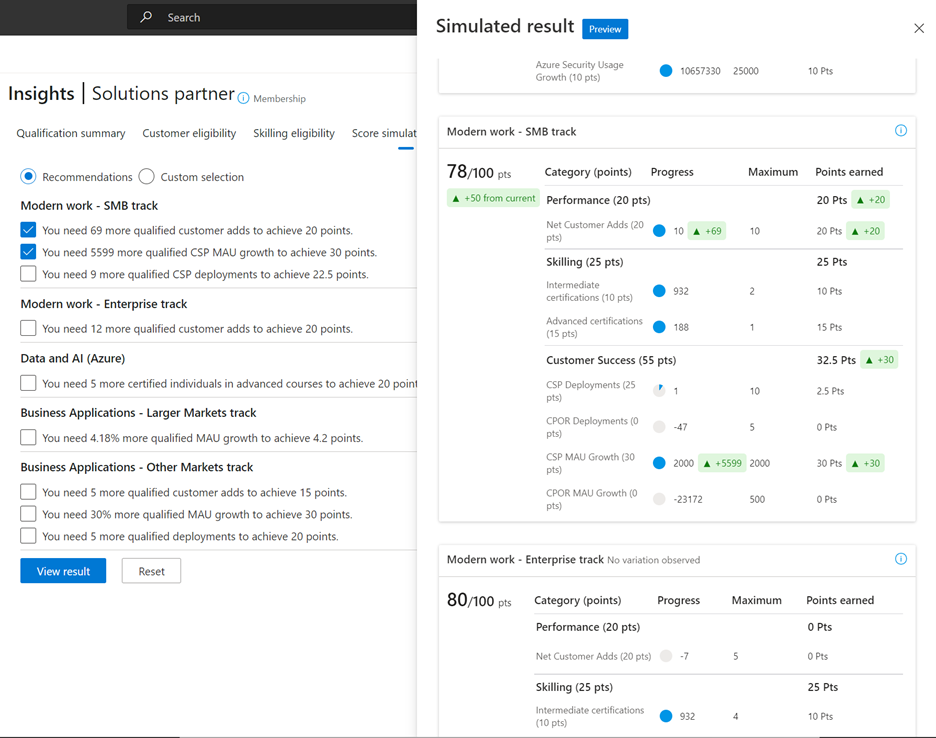 Search
Insights | Solutions partner Membership
Qualification summary Customer eligibility Skilling eligibility Score simulat
Recommendations Custom selection
Modern work - SMB track
You need 69 more qualified customer adds to achieve 20 points.
You need 5599 more qualified CSP MAU growth to achieve 30 points.
You need 9 more qualified CSP deployments to achieve 22.5 points.
Modern work - Enterprise track
You need 12 more qualified customer adds to achieve 20 points.
Data and AI (Azure)
You need 5 more certified individuals in advanced courses to achieve 20 point
Business Applications - Larger Markets track
You need 4.18% more qualified MAU growth to achieve 4.2 points.
Business Applications - Other Markets track
You need 5 more qualified customer adds to achieve 15 points.
You need 30% more qualified MAU growth to achieve 30 points.
You need 5 more qualified deployments to achieve 20 points.
View result Reset
Simulated result Preview
Azure Security Usage
Growth (10 pts) 10657330 25000 10 Pts
Modern work - SMB track
78/100 pts
▲ +50 from current
Category (points) Progress Maximum Points earned
Performance (20 pts) 20 Pts ▲ +20
Net Customer Adds (20
pts) 10 ▲ +69 10 20 Pts ▲ +20
Skilling (25 pts) 25 Pts
Intermediate
certifications (10 pts) 932 2 10 Pts
Advanced certifications
(15 pts) 188 1 15 Pts
Customer Success (55 pts) 32.5 Pts ▲ +30
CSP Deployments (25
pts) 1 10 2.5 Pts
CPOR Deployments (0
pts) -47 5 0 Pts
CSP MAU Growth (30
pts) 2000 ▲ +5599 2000 30 Pts ▲ +30
CPOR MAU Growth (0
pts) -23172 500 0 Pts
Modern work - Enterprise track No variation observed
80/100 pts
Category (points) Progress Maximum Points earned
Performance (20 pts) 0 Pts
Net Customer Adds (20 pts) -7 5 0 Pts
Skilling (25 pts) 25 Pts
Intermediate certifications
(10 pts) 932 4 10 Pts